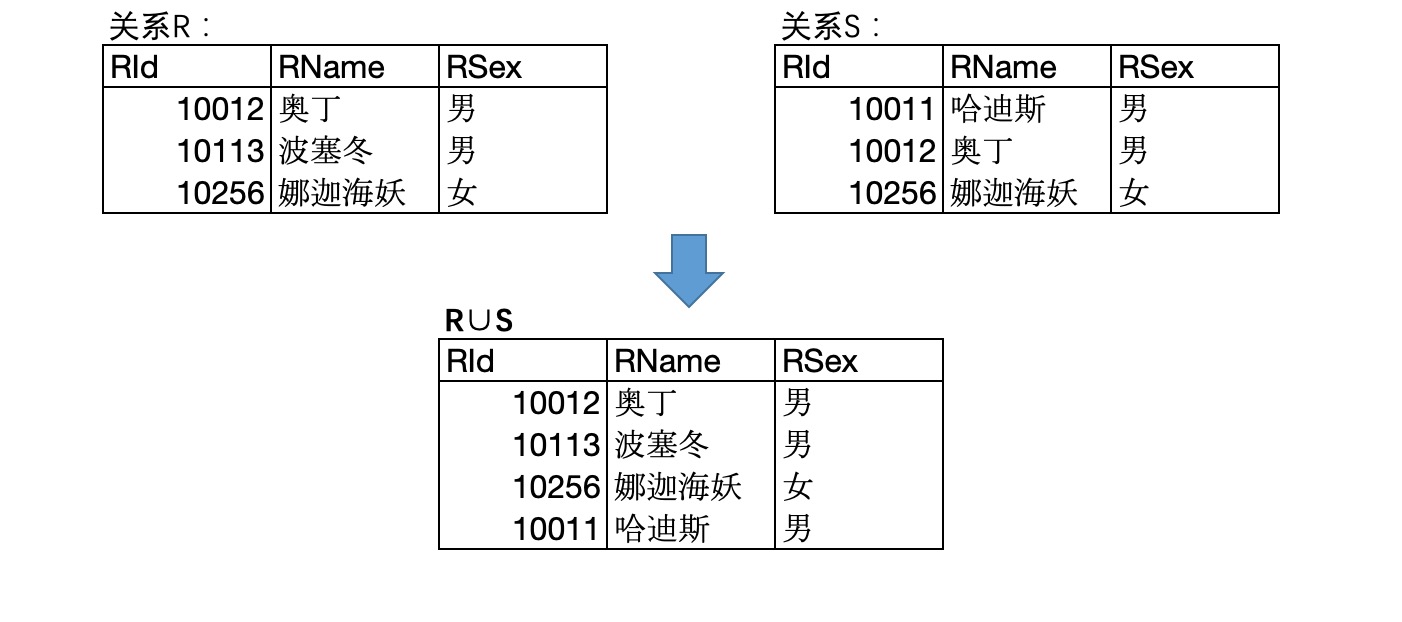 关系R：
RId RName RSex
10012 奥丁 男
10113 波塞冬 男
10256 娜迦海妖 女
关系S：
RId RName RSex
10011 哈迪斯 男
10012 奥丁 男
10256 娜迦海妖 女
R∪S
RId RName RSex
10012 奥丁 男
10113 波塞冬 男
10256 娜迦海妖 女
10011 哈迪斯 男